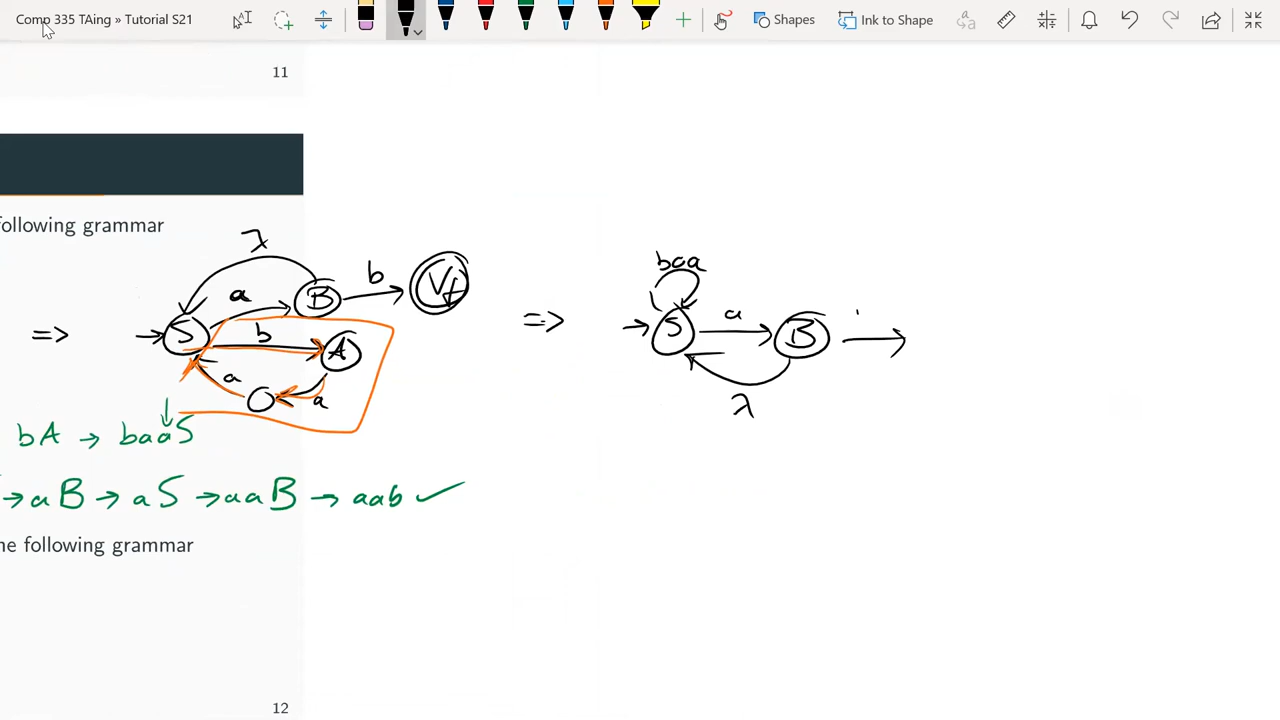 Comp 335 TAing » Tutorial S21
Shapes
Ink to Shape
11
following grammar
λ
a
B
b
Vf
=>
S
b
A
a
a
bA → baaS
→ aB → aS → aaB → aab ✓
=>
baa
S
a
B
λ
he following grammar
12